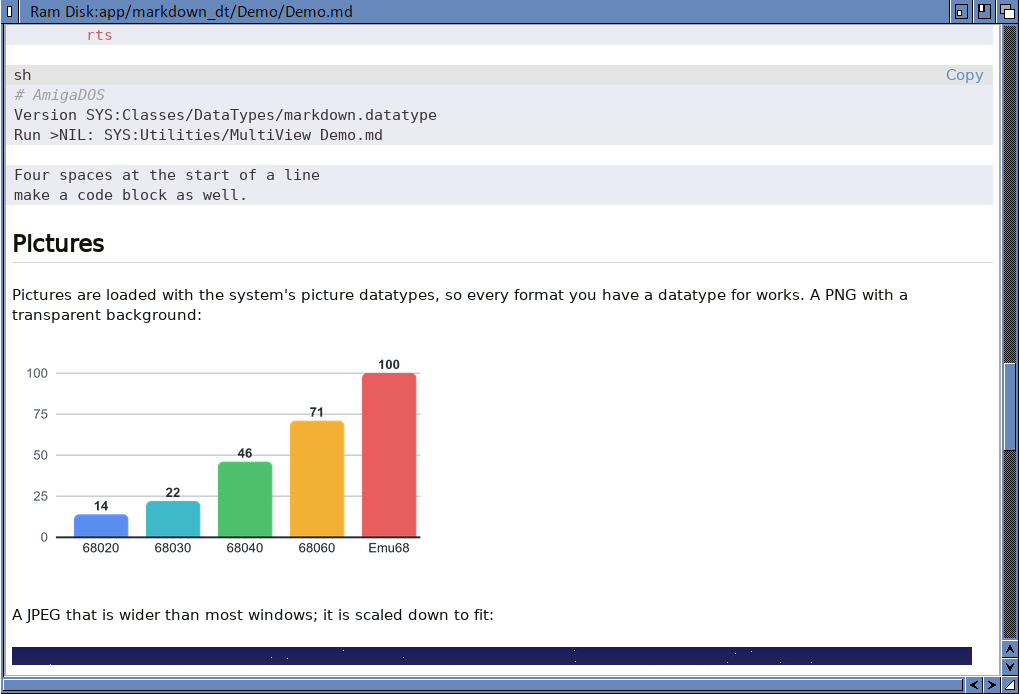 Ram Disk:app/markdown_dt/Demo/Demo.md
rts
sh Copy
# AmigaDOS
Version SYS:Classes/DataTypes/markdown.datatype
Run >NIL: SYS:Utilities/MultiView Demo.md
Four spaces at the start of a line
make a code block as well.
Pictures
Pictures are loaded with the system's picture datatypes, so every format you have a datatype for works. A PNG with a
transparent background:
100
100
75
71
50
46
25
22
14
0
68020 68030 68040 68060 Emu68
A JPEG that is wider than most windows; it is scaled down to fit: